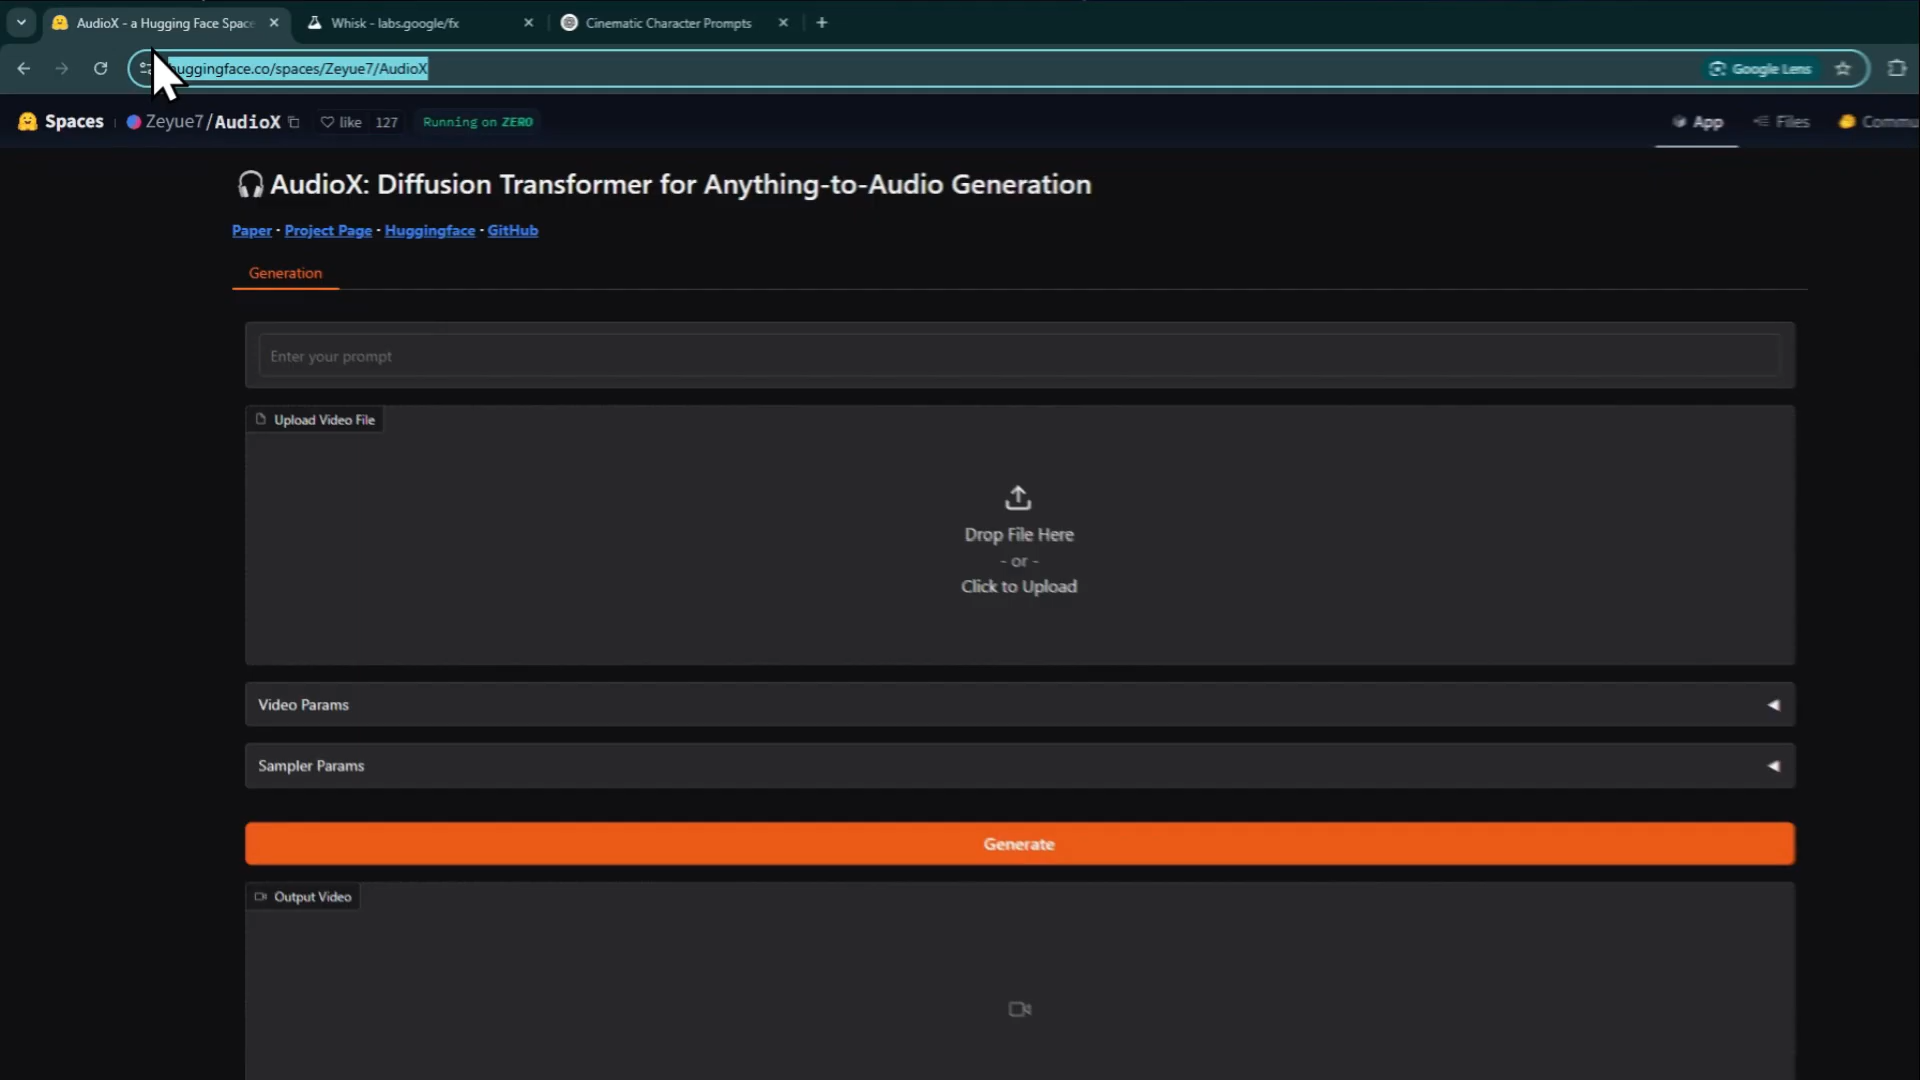 AudioX - a Hugging Face Space
Whisk - labs.google/fx
Cinematic Character Prompts
huggingface.co/spaces/Zeyue7/AudioX
Google Lens
Spaces
Zeyue7/AudioX
like 127
Running on ZERO
App
Files
Commu
AudioX: Diffusion Transformer for Anything-to-Audio Generation
Paper · Project Page · Huggingface · GitHub
Generation
Enter your prompt
Upload Video File
Drop File Here
- or -
Click to Upload
Video Params
Sampler Params
Generate
Output Video